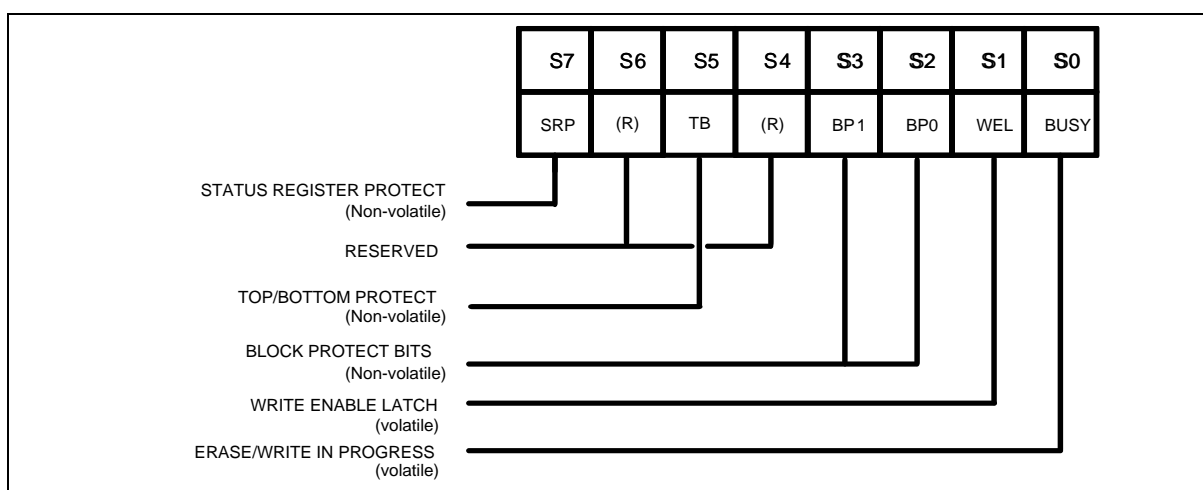 S7 S6 S5 S4 S3 S2 S1 S0
SRP (R) TB (R) BP1 BP0 WEL BUSY
STATUS REGISTER PROTECT
(Non-volatile)
RESERVED
TOP/BOTTOM PROTECT
(Non-volatile)
BLOCK PROTECT BITS
(Non-volatile)
WRITE ENABLE LATCH
(volatile)
ERASE/WRITE IN PROGRESS
(volatile)